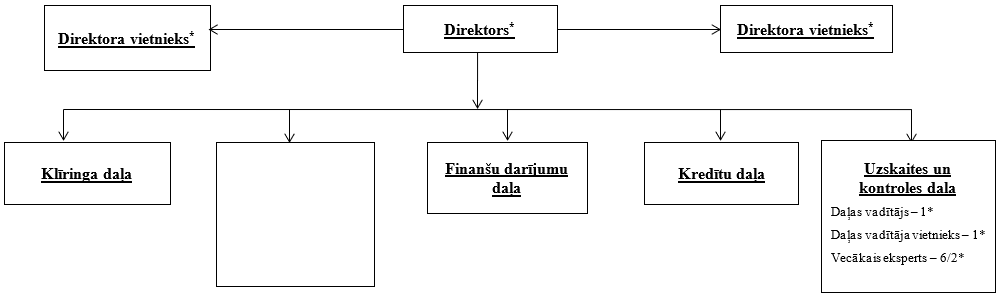 Direktora vietnieks*
Direktors*
Direktora vietnieks*
Klīringa daļa
Finanšu darījumu
daļa
Kredītu daļa
Uzskaites un
kontroles daļa
Daļas vadītājs – 1*
Daļas vadītāja vietnieks – 1*
Vecākais eksperts – 6/2*